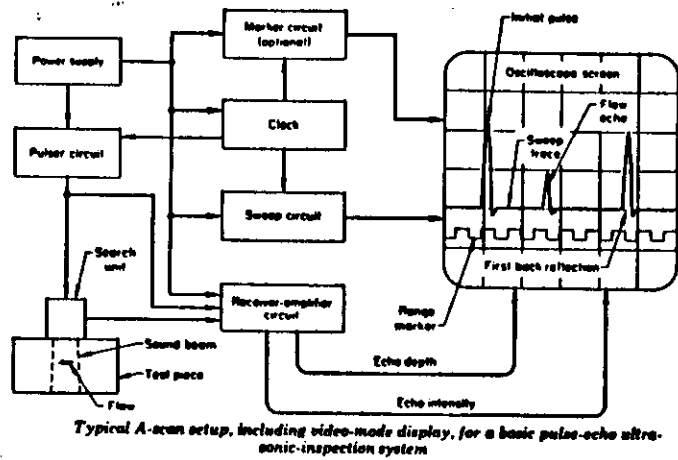 Initial pulse
Marker circuit
(optional)
Oscilloscope screen
Power supply
Flaw
echo
Clock
Pulser circuit
Sweep
trace
Sweep circuit
Search
unit
First back reflection
Receiver-amplifier
circuit
Range
marker
Sound beam
Echo depth
Test piece
Flaw
Echo intensity
Typical A-scan setup, including video-mode display, for a basic pulse-echo ultra-
sonic-inspection system